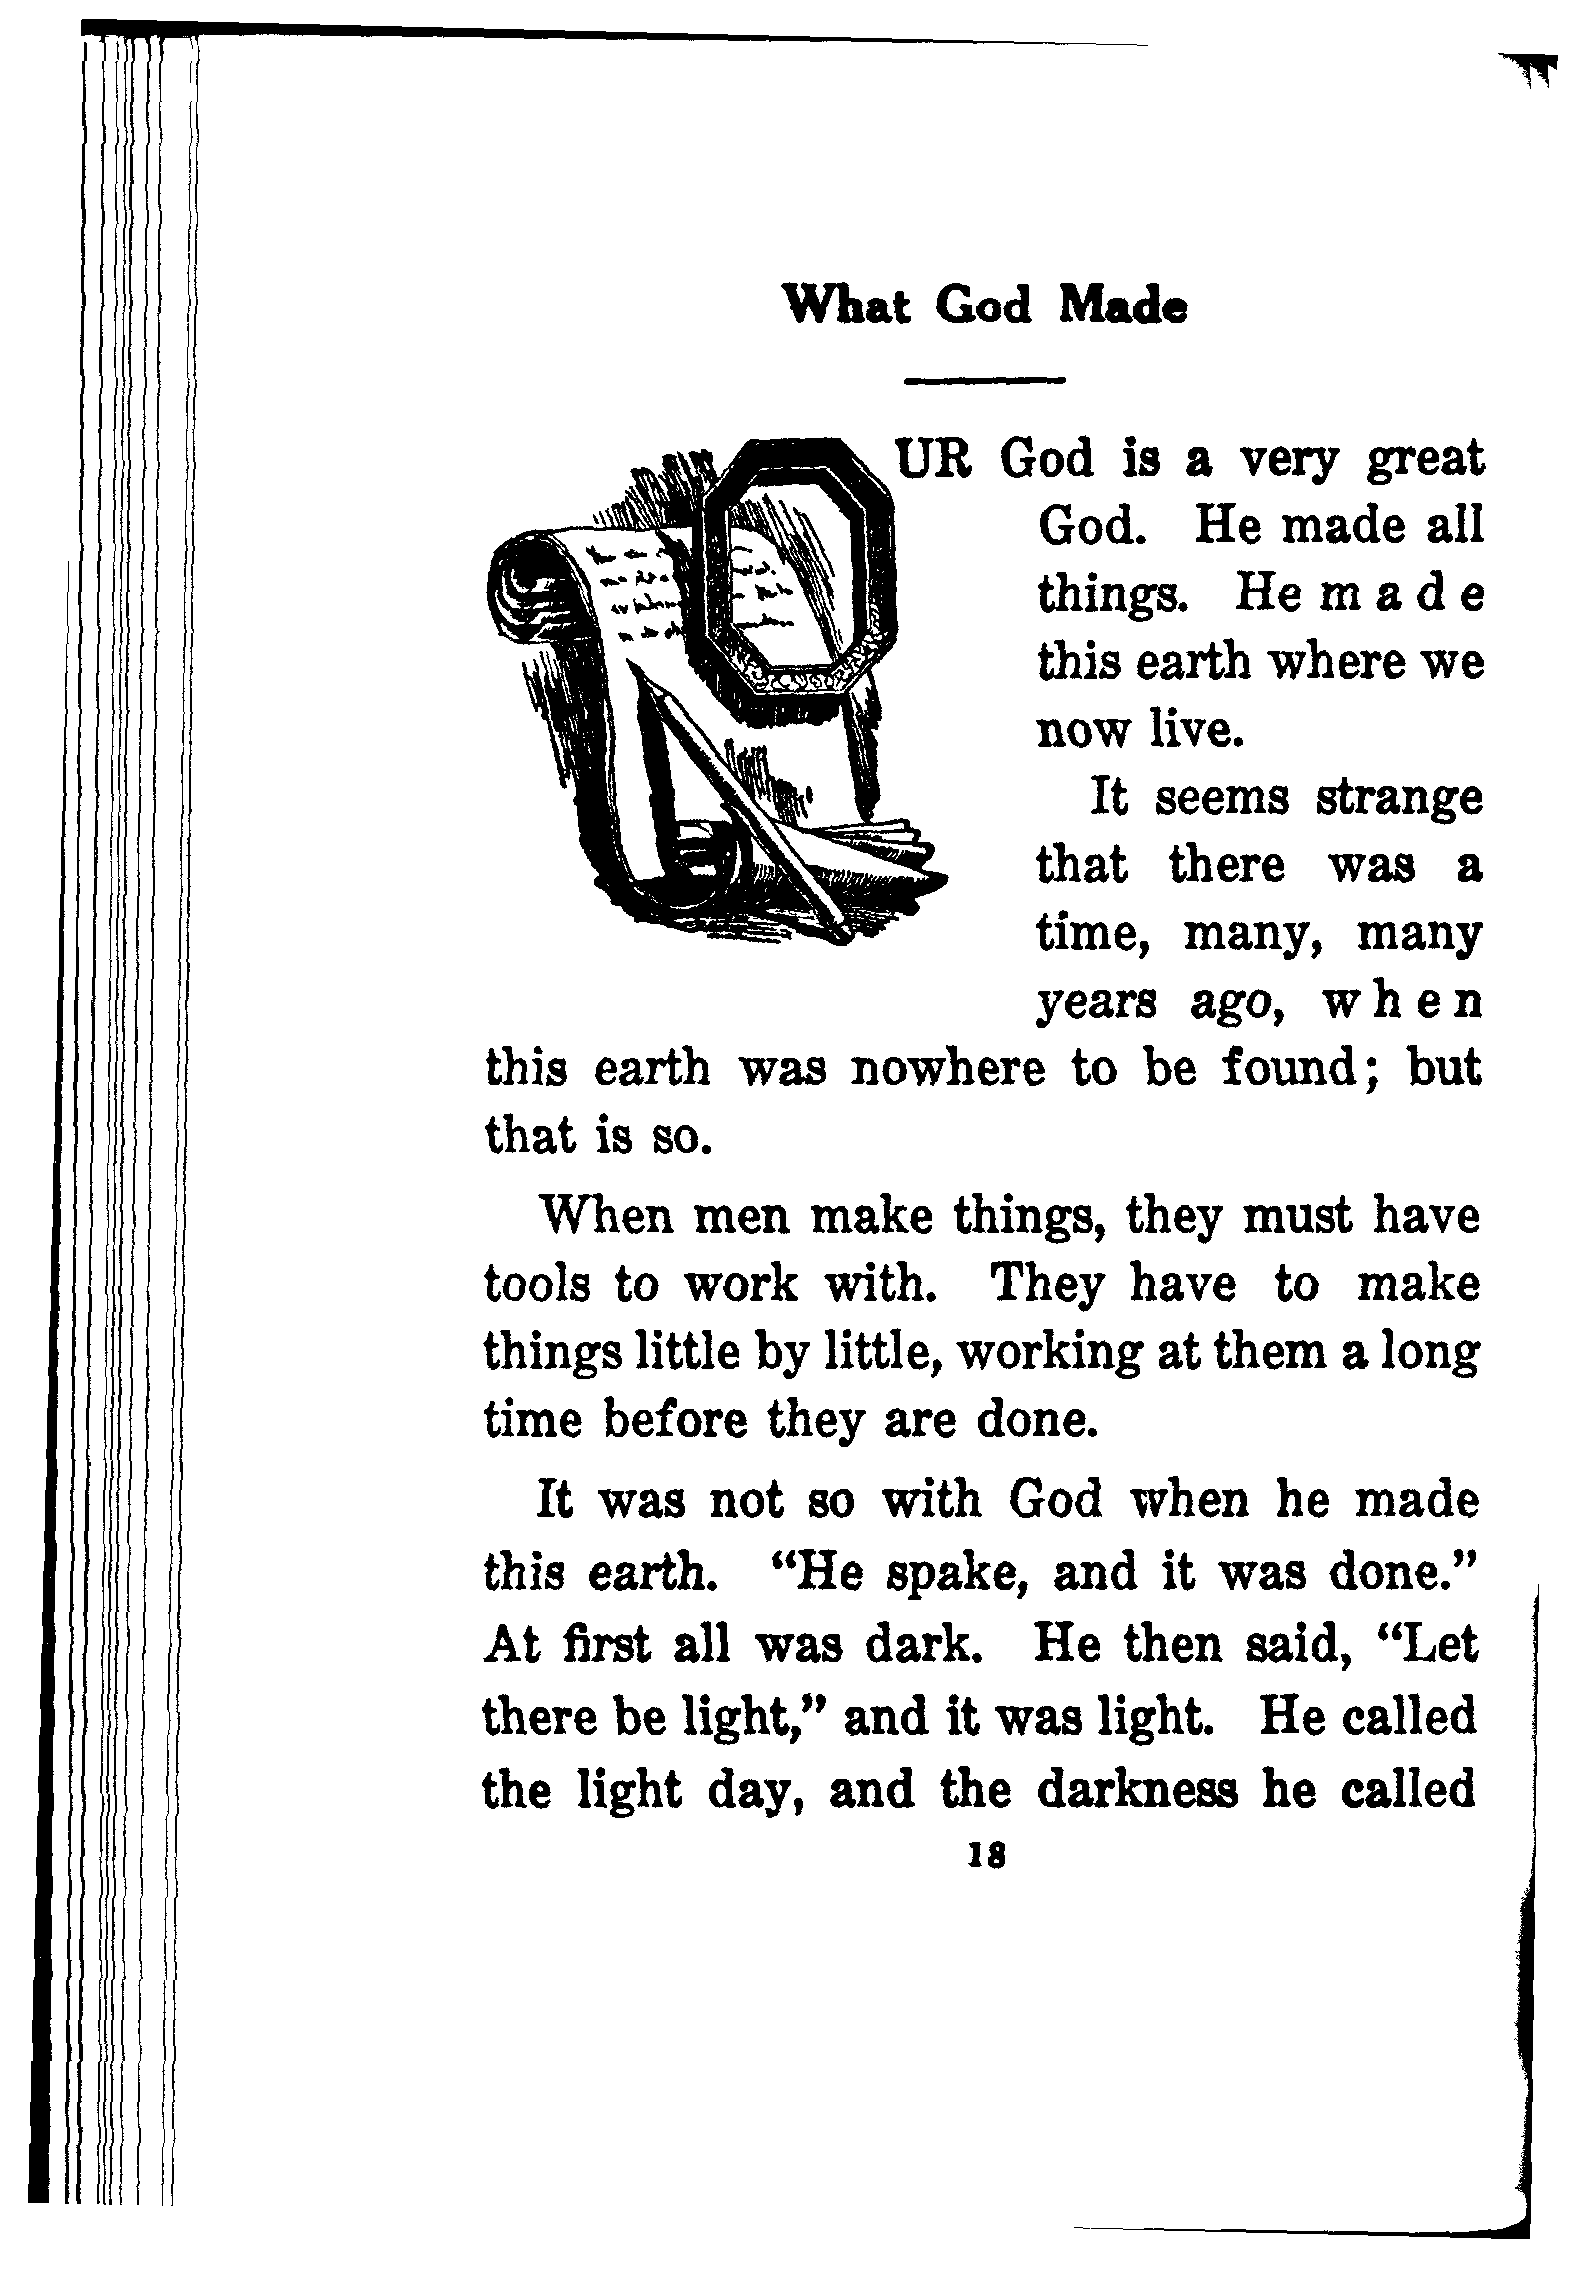 What God Made
OUR God is a very great
God. He made all
things. He made
this earth where we
now live.
It seems strange
that there was a
time, many, many
years ago, when
this earth was nowhere to be found; but
that is so.
When men make things, they must have
tools to work with. They have to make
things little by little, working at them a long
time before they are done.
It was not so with God when he made
this earth. “He spake, and it was done.”
At first all was dark. He then said, “Let
there be light,” and it was light. He called
the light day, and the darkness he called
18